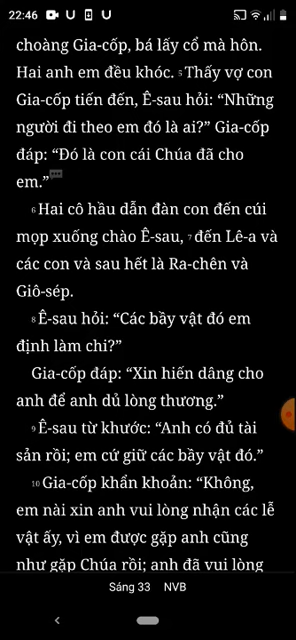 22:46
choàng Gia-cốp, bá lấy cổ mà hôn.
Hai anh em đều khóc. 5 Thấy vợ con
Gia-cốp tiến đến, Ê-sau hỏi: “Những
người đi theo em đó là ai?” Gia-cốp
đáp: “Đó là con cái Chúa đã cho
em.”
6 Hai cô hầu dẫn đàn con đến cúi
mọp xuống chào Ê-sau, 7 đến Lê-a và
các con và sau hết là Ra-chên và
Giô-sép.
8 Ê-sau hỏi: “Các bầy vật đó em
định làm chi?”
Gia-cốp đáp: “Xin hiến dâng cho
anh để anh dủ lòng thương.”
9 Ê-sau từ khước: “Anh có đủ tài
sản rồi; em cứ giữ các bầy vật đó.”
10 Gia-cốp khẩn khoản: “Không,
em nài xin anh vui lòng nhận các lễ
vật ấy, vì em được gặp anh cũng
như gặp Chúa rồi; anh đã vui lòng
Sáng 33 NVB